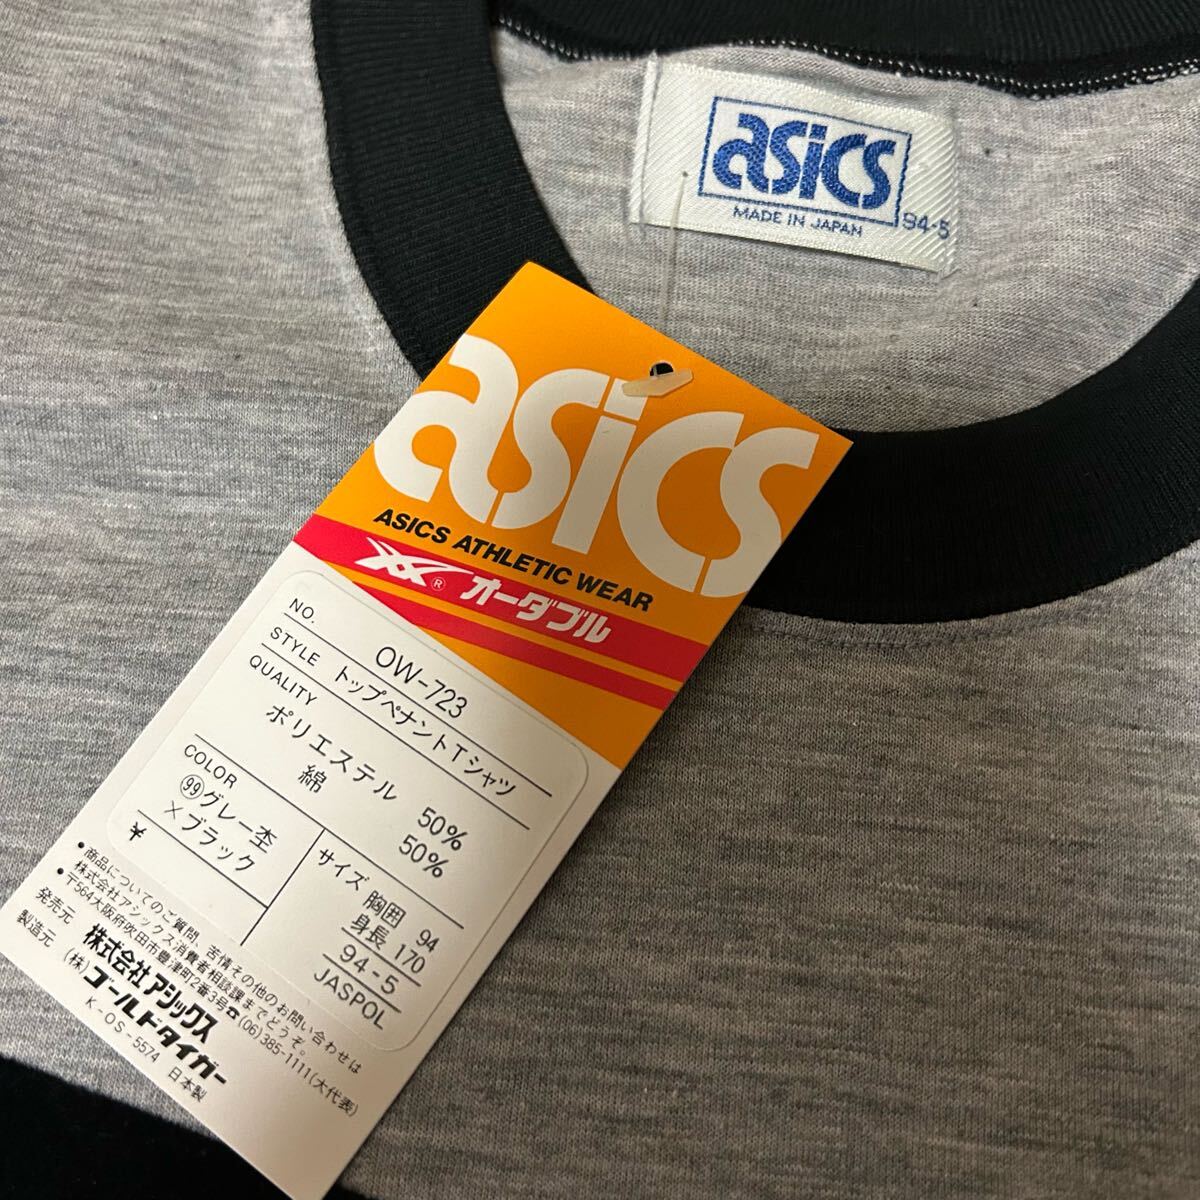 asics
MADE IN JAPAN
94-5
asics
ASICS ATHLETIC WEAR
® オーダブル
NO. OW-723
STYLE トップペナントTシャツ
QUALITY
ポリエステル 50%
綿 50%
COLOR
99グレー杢
×ブラック
サイズ 胸囲 94
身長 170
94-5
JASPOL
•商品についてのご質問、苦情その他のお問い合わせは
株式会社アシックス消費者相談課までどうぞ。
•〒564大阪府吹田市豊津町2番3号☎(06)385-1111(大代表)
発売元 株式会社アシックス
製造元 (株)ゴールドタイガー
K-OS-5574 日本製